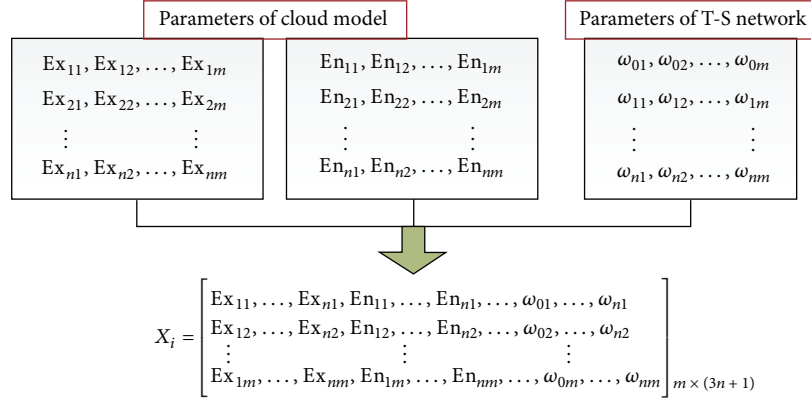 Parameters of cloud model
Parameters of T-S network
Ex₁₁, Ex₁₂, . . . , Ex₁ₘ
Ex₂₁, Ex₂₂, . . . , Ex₂ₘ
⋮ ⋮
Exₙ₁, Exₙ₂, . . . , Exₙₘ
En₁₁, En₁₂, . . . , En₁ₘ
En₂₁, En₂₂, . . . , En₂ₘ
⋮ ⋮
Enₙ₁, Enₙ₂, . . . , Enₙₘ
ω₀₁, ω₀₂, . . . , ω₀ₘ
ω₁₁, ω₁₂, . . . , ω₁ₘ
⋮ ⋮
ωₙ₁, ωₙ₂, . . . , ωₙₘ
Ex₁₁, . . . , Exₙ₁, En₁₁, . . . , Enₙ₁, . . . , ω₀₁, . . . , ωₙ₁
Xᵢ = Ex₁₂, . . . , Exₙ₂, En₁₂, . . . , Enₙ₂, . . . , ω₀₂, . . . , ωₙ₂
⋮ ⋮ ⋮
Ex₁ₘ, . . . , Exₙₘ, En₁ₘ, . . . , Enₙₘ, . . . , ω₀ₘ, . . . , ωₙₘ
m × (3n + 1)